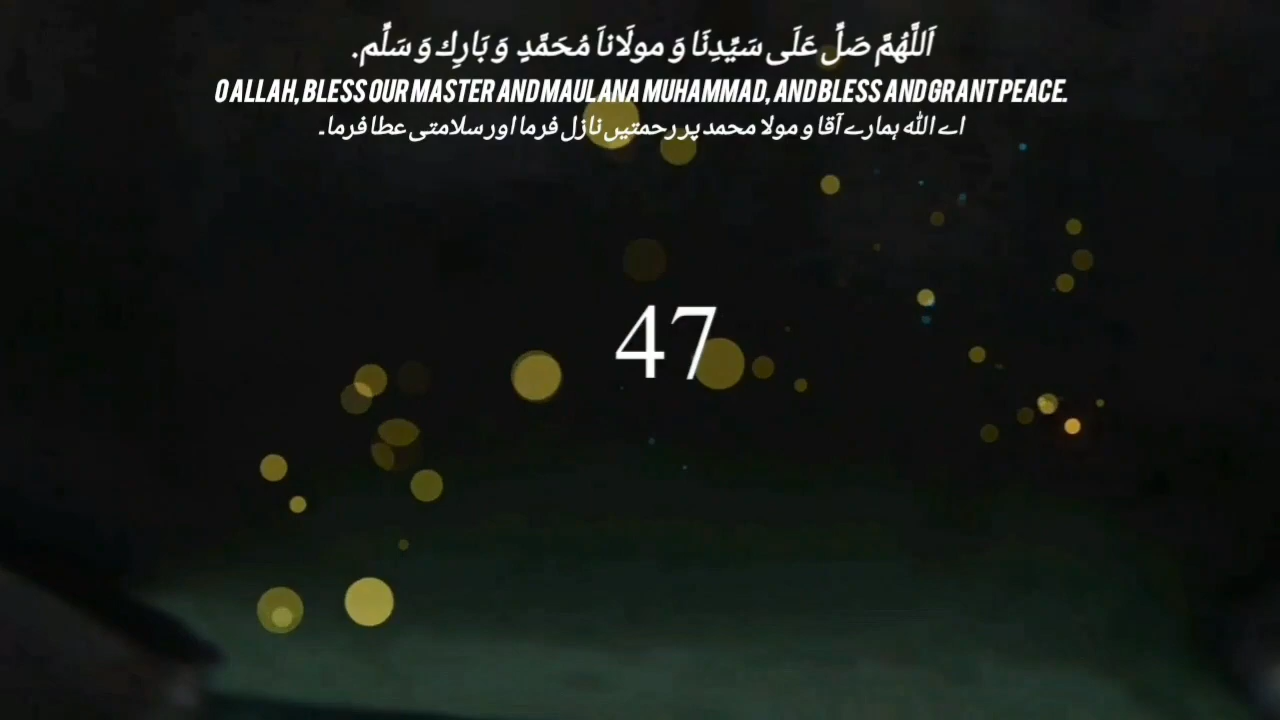 اَللَّهُمَّ صَلِّ عَلَى سَيِّدِنَا وَ مولَاناَ مُحَمَّدٍ وَ بَارِك وَ سَلِّم.
O ALLAH, BLESS OUR MASTER AND MAULANA MUHAMMAD, AND BLESS AND GRANT PEACE.
اے اللہ ہمارے آقا و مولا محمد پر رحمتیں نازل فرما اور سلامتی عطا فرما۔
47